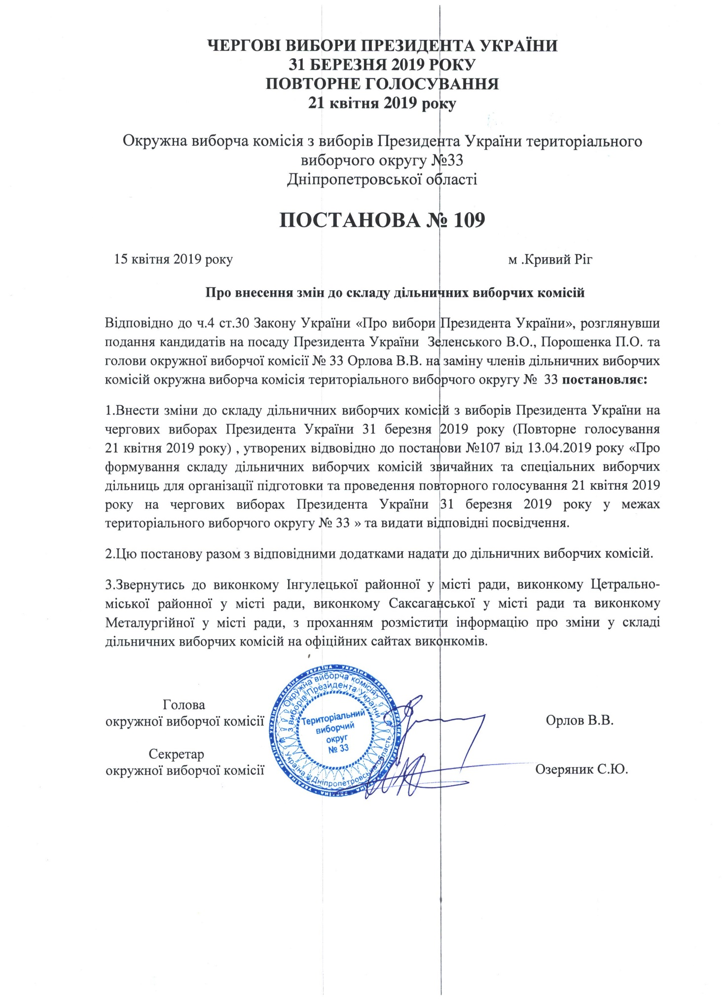 ЧЕРГОВІ ВИБОРИ ПРЕЗИДЕНТА УКРАЇНИ
31 БЕРЕЗНЯ 2019 РОКУ
ПОВТОРНЕ ГОЛОСУВАННЯ
21 квітня 2019 року
Окружна виборча комісія з виборів Президента України територіального
виборчого округу №33
Дніпропетровської області
ПОСТАНОВА № 109
15 квітня 2019 року м .Кривий Ріг
Про внесення змін до складу дільничних виборчих комісій
Відповідно до ч.4 ст.30 Закону України «Про вибори Президента України», розглянувши
подання кандидатів на посаду Президента України Зеленського В.О., Порошенка П.О. та
голови окружної виборчої комісії № 33 Орлова В.В. на заміну членів дільничних виборчих
комісій окружна виборча комісія територіального виборчого округу № 33 постановляє:
1.Внести зміни до складу дільничних виборчих комісій з виборів Президента України на
чергових виборах Президента України 31 березня 2019 року (Повторне голосування
21 квітня 2019 року) , утворених відвовідно до постанови №107 від 13.04.2019 року «Про
формування складу дільничних виборчих комісій звичайних та спеціальних виборчих
дільниць для організації підготовки та проведення повторного голосування 21 квітня 2019
року на чергових виборах Президента України 31 березня 2019 року у межах
територіального виборчого округу № 33 » та видати відповідні посвідчення.
2.Цю постанову разом з відповідними додатками надати до дільничних виборчих комісій.
3.Звернутись до виконкому Інгулецької районної у місті ради, виконкому Цетрально-
міської районної у місті ради, виконкому Саксаганської у місті ради та виконкому
Металургійної у місті ради, з проханням розмістити інформацію про зміни у складі
дільничних виборчих комісій на офіційних сайтах виконкомів.
Голова
окружної виборчої комісії Орлов В.В.
Секретар
окружної виборчої комісії Озеряник С.Ю.
УКРАЇНА • УКРАЇНА • УКРАЇНА • УКРАЇНА
Окружна виборча комісія
з виборів Президента України
Територіальний
виборчий
округ
№ 33
Україна Дніпропетровська область